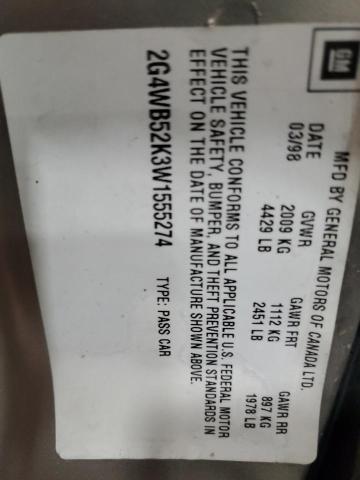 GM
MFD BY GENERAL MOTORS OF CANADA LTD.
DATE GVWR GAWR FRT GAWR RR
03/98 2009 KG 1112 KG 897 KG
4429 LB 2451 LB 1978 LB
THIS VEHICLE CONFORMS TO ALL APPLICABLE U.S. FEDERAL MOTOR
VEHICLE SAFETY, BUMPER, AND THEFT PREVENTION STANDARDS IN
EFFECT ON THE DATE OF MANUFACTURE SHOWN ABOVE.
2G4WB52K3W1555274 TYPE: PASS CAR